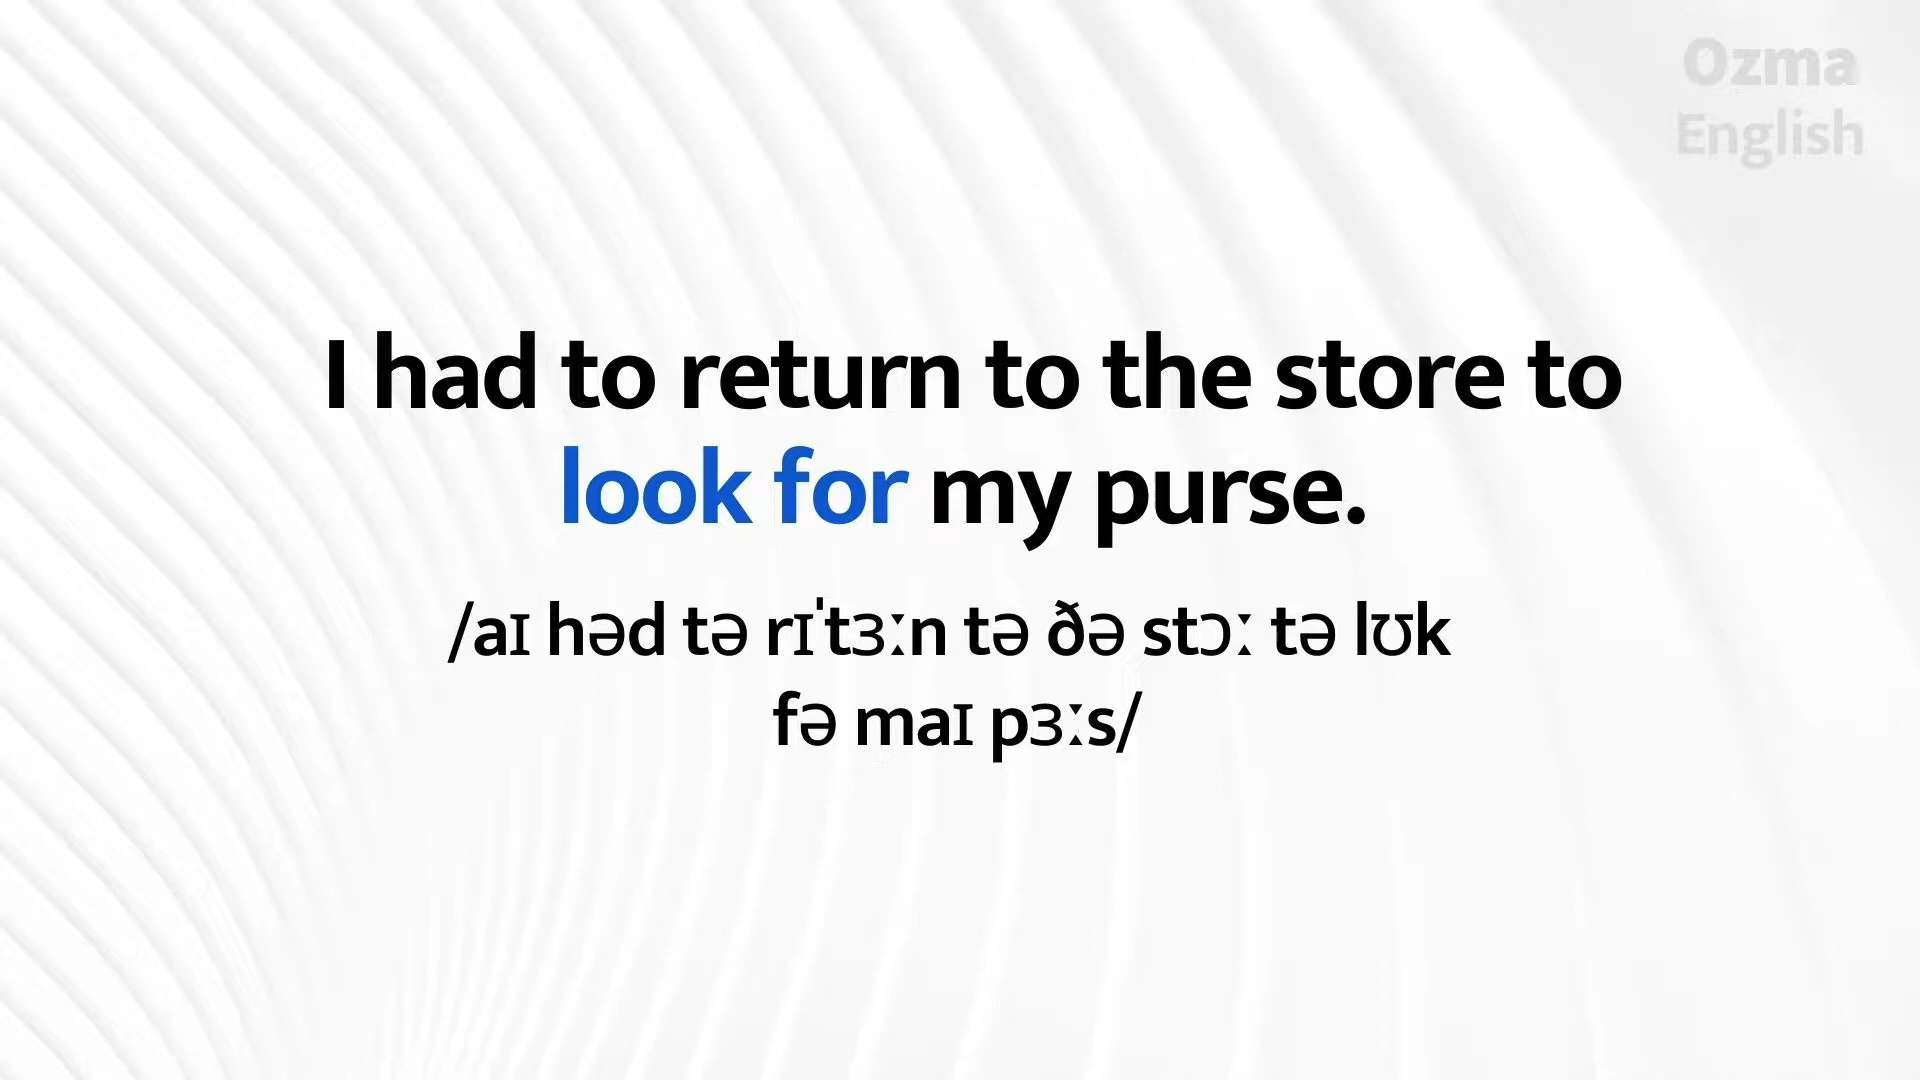 Ozma
English
I had to return to the store to
look for my purse.
/aɪ həd tə rɪˈtɜːn tə ðə stɔː tə lʊk
fə maɪ pɜːs/